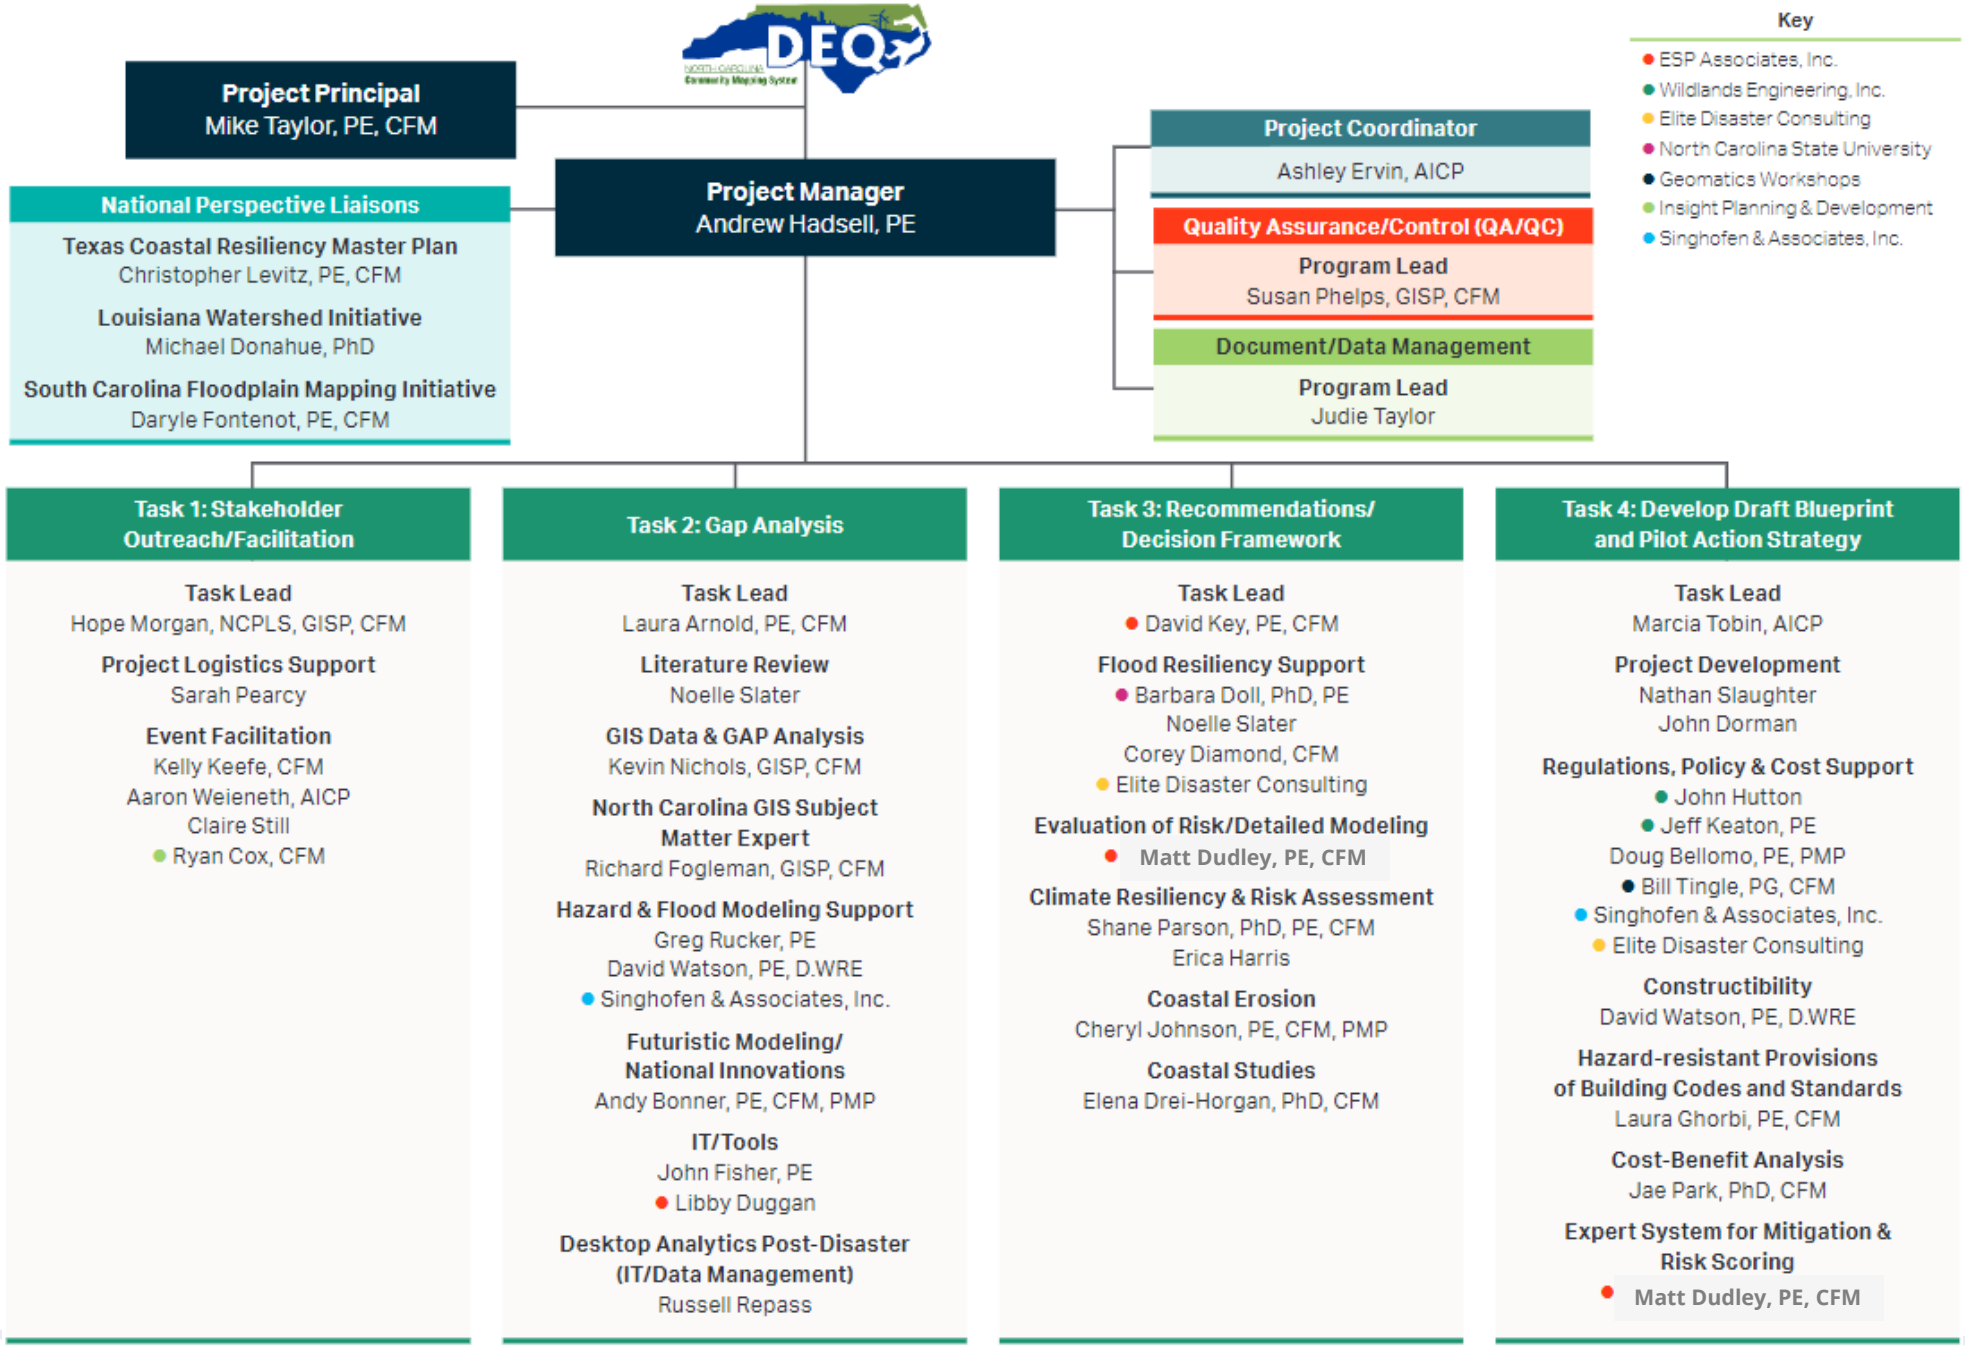 DEQ
NORTH CAROLINA
Community Mapping System
Key
ESP Associates, Inc.
Wildlands Engineering, Inc.
Elite Disaster Consulting
North Carolina State University
Geomatics Workshops
Insight Planning & Development
Singhofen & Associates, Inc.
Project Principal
Mike Taylor, PE, CFM
Project Manager
Andrew Hadsell, PE
National Perspective Liaisons
Texas Coastal Resiliency Master Plan
Christopher Levitz, PE, CFM
Louisiana Watershed Initiative
Michael Donahue, PhD
South Carolina Floodplain Mapping Initiative
Daryle Fontenot, PE, CFM
Project Coordinator
Ashley Ervin, AICP
Quality Assurance/Control (QA/QC)
Program Lead
Susan Phelps, GISP, CFM
Document/Data Management
Program Lead
Judie Taylor
Task 1: Stakeholder
Outreach/Facilitation
Task Lead
Hope Morgan, NCPLS, GISP, CFM
Project Logistics Support
Sarah Pearcy
Event Facilitation
Kelly Keefe, CFM
Aaron Weieneth, AICP
Claire Still
Ryan Cox, CFM
Task 2: Gap Analysis
Task Lead
Laura Arnold, PE, CFM
Literature Review
Noelle Slater
GIS Data & GAP Analysis
Kevin Nichols, GISP, CFM
North Carolina GIS Subject
Matter Expert
Richard Fogleman, GISP, CFM
Hazard & Flood Modeling Support
Greg Rucker, PE
David Watson, PE, D.WRE
Singhofen & Associates, Inc.
Futuristic Modeling/
National Innovations
Andy Bonner, PE, CFM, PMP
IT/Tools
John Fisher, PE
Libby Duggan
Desktop Analytics Post-Disaster
(IT/Data Management)
Russell Repass
Task 3: Recommendations/
Decision Framework
Task Lead
David Key, PE, CFM
Flood Resiliency Support
Barbara Doll, PhD, PE
Noelle Slater
Corey Diamond, CFM
Elite Disaster Consulting
Evaluation of Risk/Detailed Modeling
Matt Dudley, PE, CFM
Climate Resiliency & Risk Assessment
Shane Parson, PhD, PE, CFM
Erica Harris
Coastal Erosion
Cheryl Johnson, PE, CFM, PMP
Coastal Studies
Elena Drei-Horgan, PhD, CFM
Task 4: Develop Draft Blueprint
and Pilot Action Strategy
Task Lead
Marcia Tobin, AICP
Project Development
Nathan Slaughter
John Dorman
Regulations, Policy & Cost Support
John Hutton
Jeff Keaton, PE
Doug Bellomo, PE, PMP
Bill Tingle, PG, CFM
Singhofen & Associates, Inc.
Elite Disaster Consulting
Constructibility
David Watson, PE, D.WRE
Hazard-resistant Provisions
of Building Codes and Standards
Laura Ghorbi, PE, CFM
Cost-Benefit Analysis
Jae Park, PhD, CFM
Expert System for Mitigation &
Risk Scoring
Matt Dudley, PE, CFM